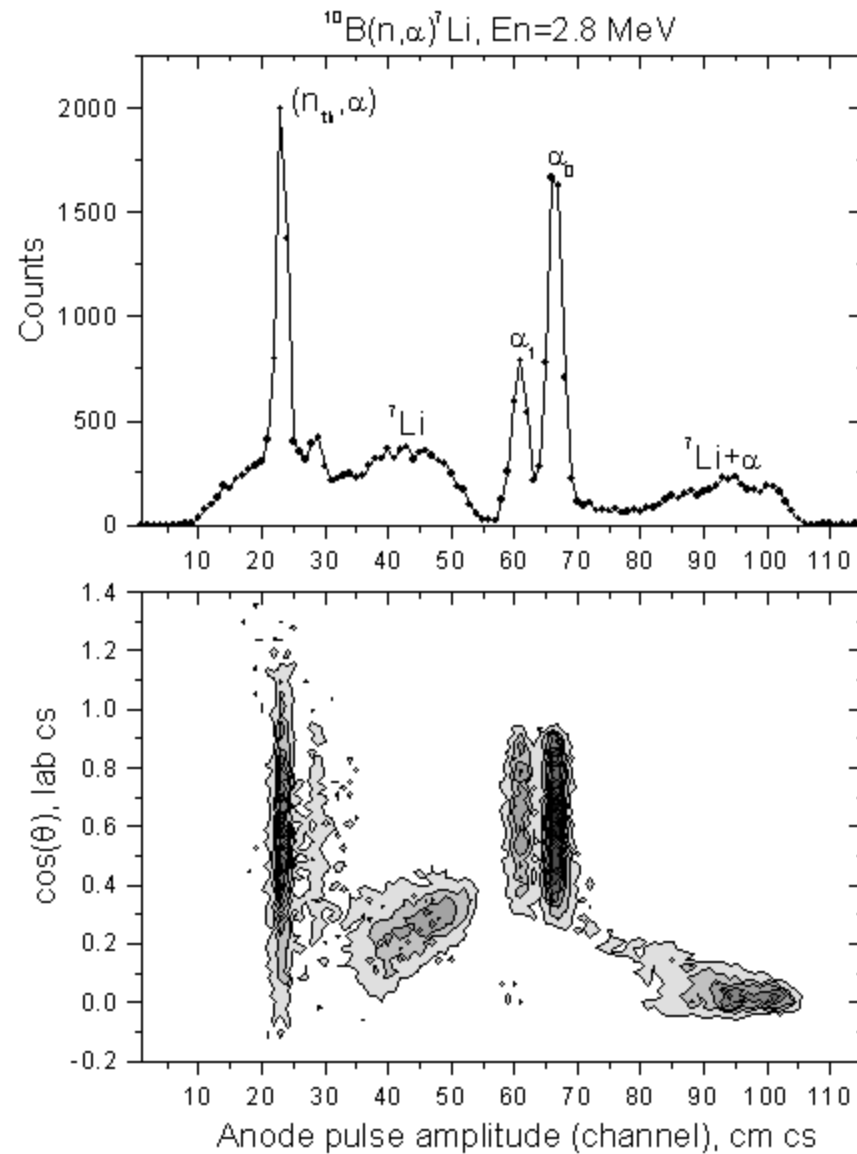 ¹⁰B(n,α)⁷Li, En=2.8 MeV
2000
1500
1000
500
0
Counts
(nₜₕ,α)
⁷Li
α₁
α₀
⁷Li+α
10 20 30 40 50 60 70 80 90 100 110
1.4
1.2
1.0
0.8
0.6
0.4
0.2
0.0
-0.2
cos(θ), lab cs
10 20 30 40 50 60 70 80 90 100 110
Anode pulse amplitude (channel), cm cs